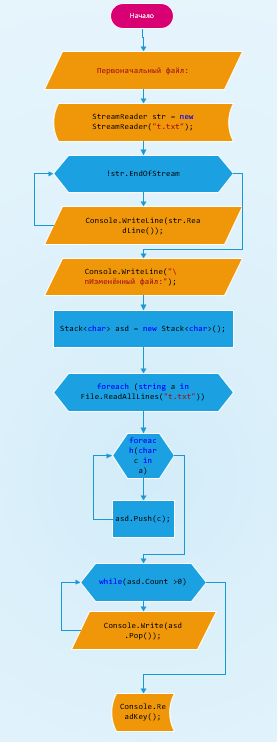 Начало
Первоначальный файл:
StreamReader str = new
StreamReader("t.txt");
!str.EndOfStream
Console.WriteLine(str.Rea
dLine());
Console.WriteLine("\
nИзменённый файл:");
Stack<char> asd = new Stack<char>();
foreach (string a in
File.ReadAllLines("t.txt"))
foreac
h(char
c in
a)
asd.Push(c);
while(asd.Count >0)
Console.Write(asd
.Pop());
Console.Re
adKey();